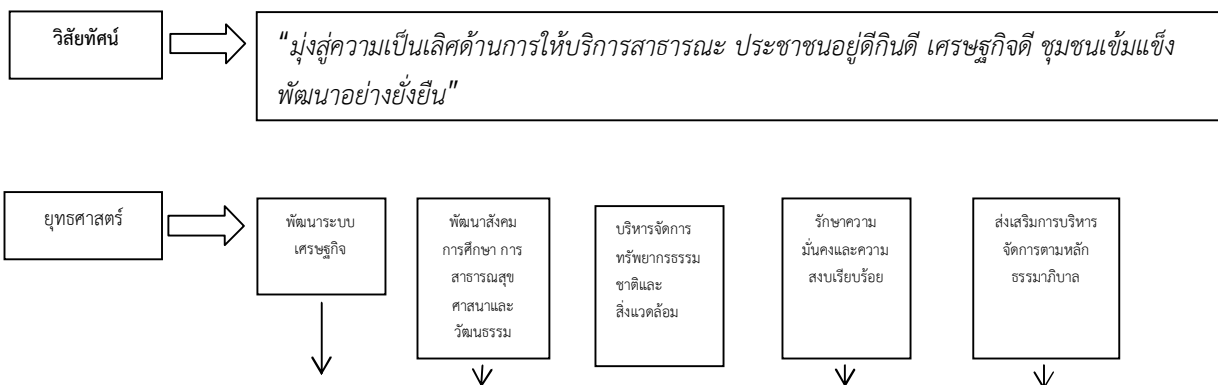 วิสัยทัศน์
"มุ่งสู่ความเป็นเลิศด้านการให้บริการสาธารณะ ประชาชนอยู่ดีกินดี เศรษฐกิจดี ชุมชนเข้มแข็ง
พัฒนาอย่างยั่งยืน"
ยุทธศาสตร์
พัฒนาระบบ
เศรษฐกิจ
พัฒนาสังคม
การศึกษา การ
สาธารณสุข
ศาสนาและ
วัฒนธรรม
บริหารจัดการ
ทรัพยากรธรรม
ชาติและ
สิ่งแวดล้อม
รักษาความ
มั่นคงและความ
สงบเรียบร้อย
ส่งเสริมการบริหาร
จัดการตามหลัก
ธรรมาภิบาล